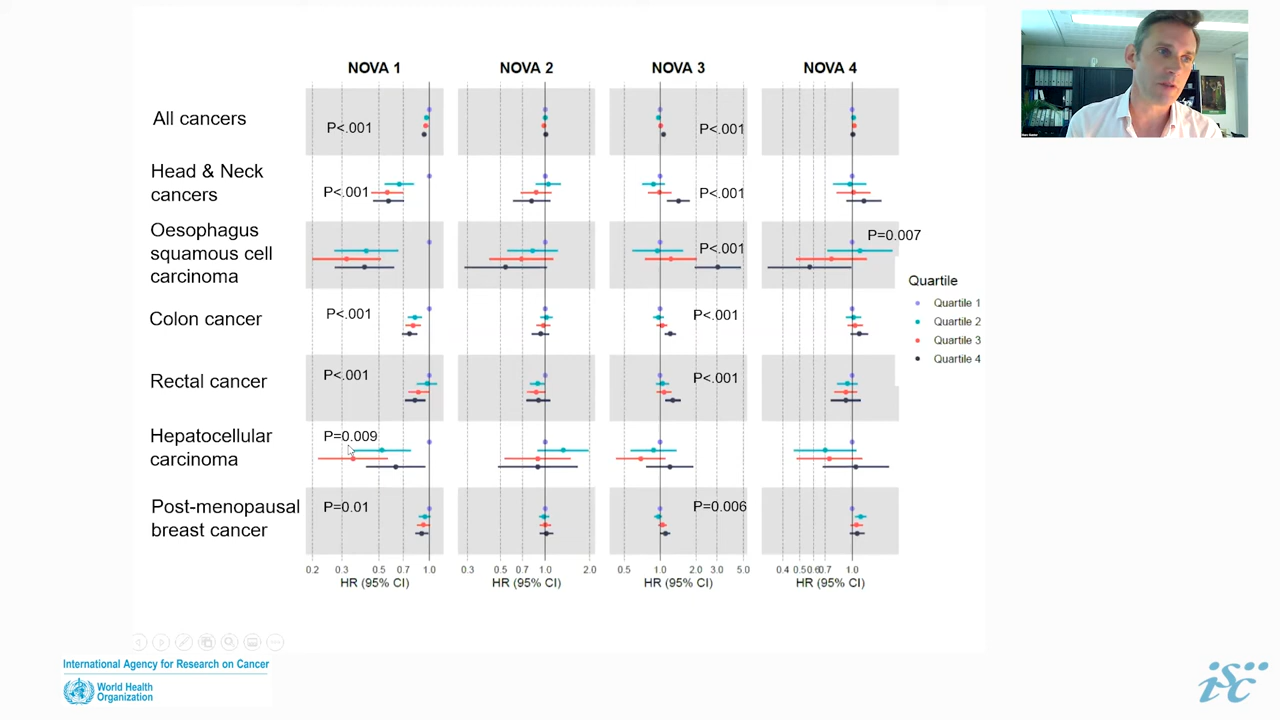 NOVA 1 NOVA 2 NOVA 3 NOVA 4
All cancers
P<.001 P<.001
Head & Neck
cancers
P<.001 P<.001
Oesophagus
squamous cell
carcinoma
P<.001 P=0.007
Colon cancer
P<.001 P<.001
Rectal cancer
P<.001 P<.001
Hepatocellular
carcinoma
P=0.009
Post-menopausal
breast cancer
P=0.01 P=0.006
Quartile
Quartile 1
Quartile 2
Quartile 3
Quartile 4
0.2 0.3 0.5 0.7 1.0 0.3 0.5 0.7 1.0 2.0 0.5 1.0 2.0 3.0 5.0 0.4 0.50.60.7 1.0
HR (95% CI) HR (95% CI) HR (95% CI) HR (95% CI)
International Agency for Research on Cancer
World Health
Organization
isc